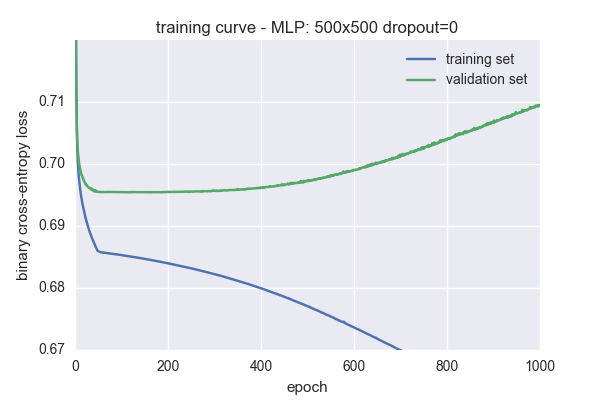 training curve - MLP: 500x500 dropout=0
training set
validation set
binary cross-entropy loss
0.71
0.70
0.69
0.68
0.67
0
200
400
600
800
1000
epoch